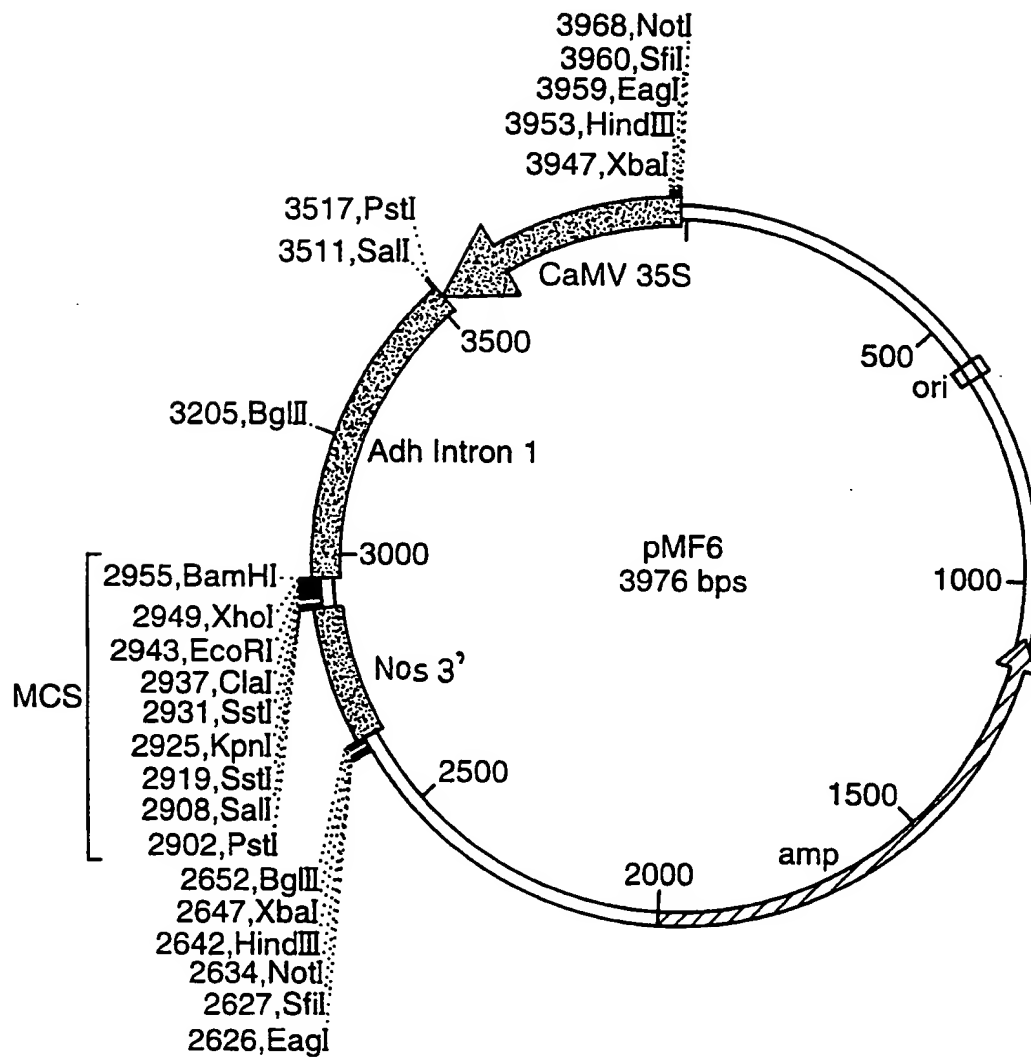 3968,NotI
3960,SfiI
3959,EagI
3953,HindIII
3947,XbaI
3517,PstI
3511,SalI
CaMV 35S
3500
500
ori
3205,BglII
Adh Intron 1
3000
pMF6
3976 bps
1000
MCS
2955,BamHI
2949,XhoI
2943,EcoRI
2937,ClaI
2931,SstI
2925,KpnI
2919,SstI
2908,SalI
2902,PstI
Nos 3'
2500
1500
amp
2000
2652,BglII
2647,XbaI
2642,HindIII
2634,NotI
2627,SfiI
2626,EagI